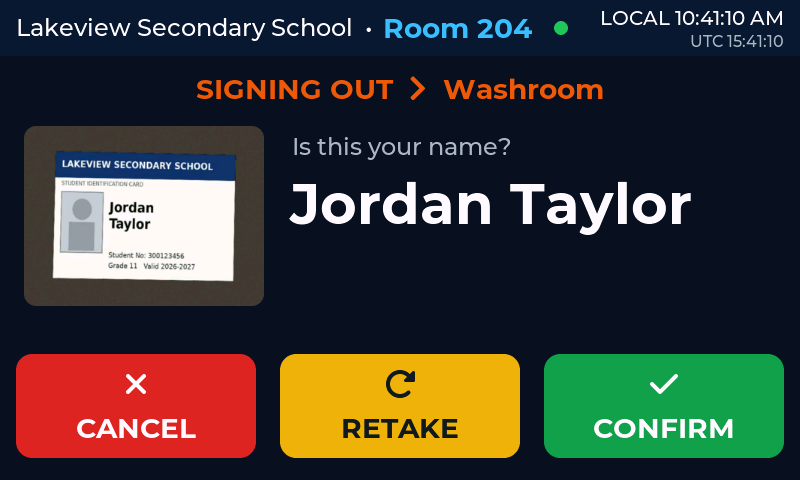 Lakeview Secondary School • Room 204
LOCAL 10:41:10 AM
UTC 15:41:10
SIGNING OUT > Washroom
LAKEVIEW SECONDARY SCHOOL
STUDENT IDENTIFICATION CARD
Jordan
Taylor
Student No: 300123456
Grade 11 Valid 2026-2027
Is this your name?
Jordan Taylor
CANCEL
RETAKE
CONFIRM